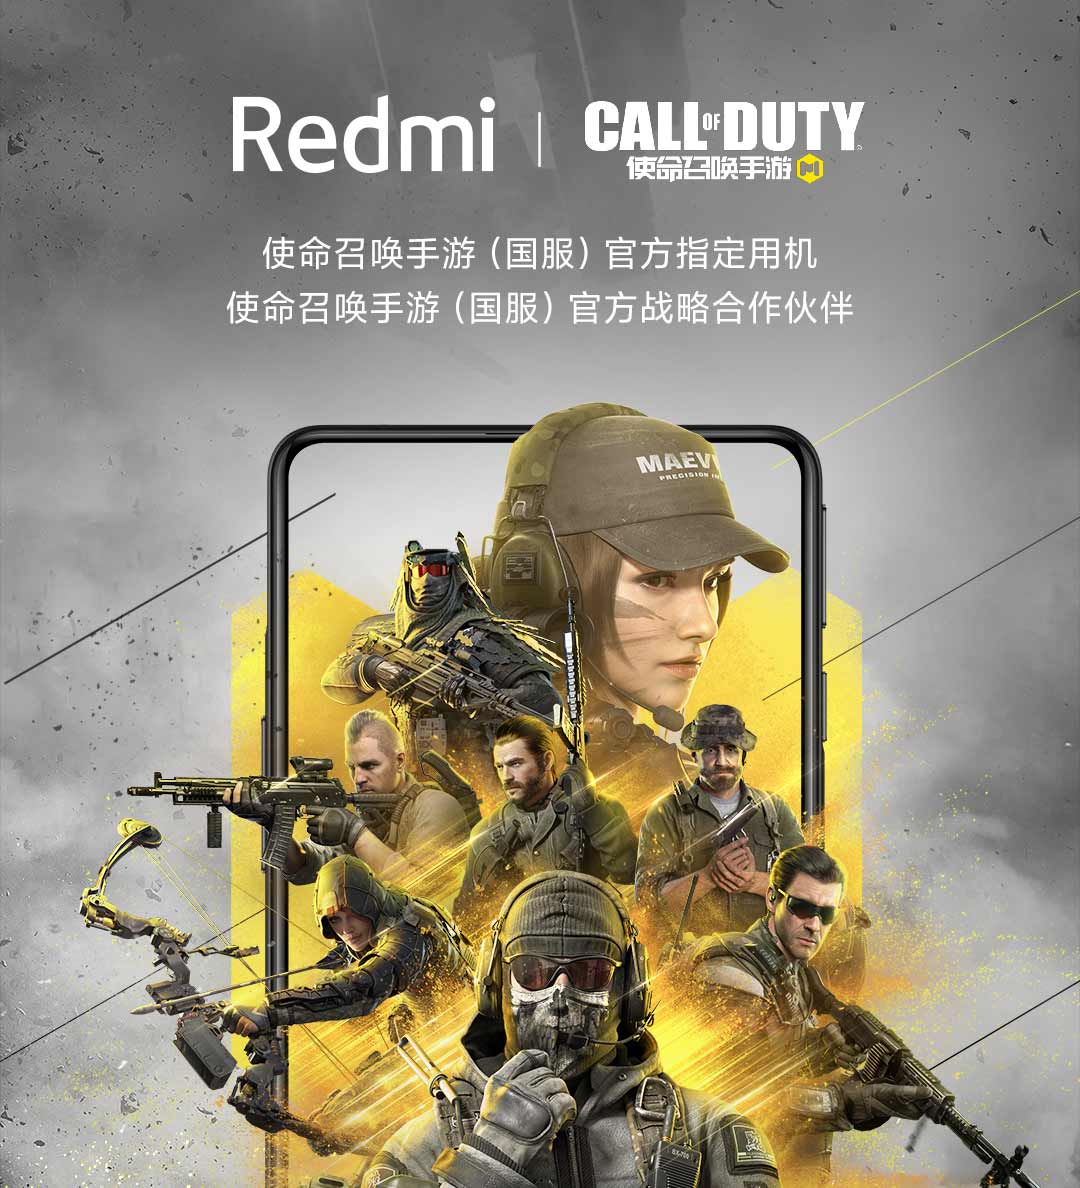 Redmi
CALL OF DUTY
使命召唤手游
使命召唤手游（国服）官方指定用机
使命召唤手游（国服）官方战略合作伙伴
MAEV
PRECISION